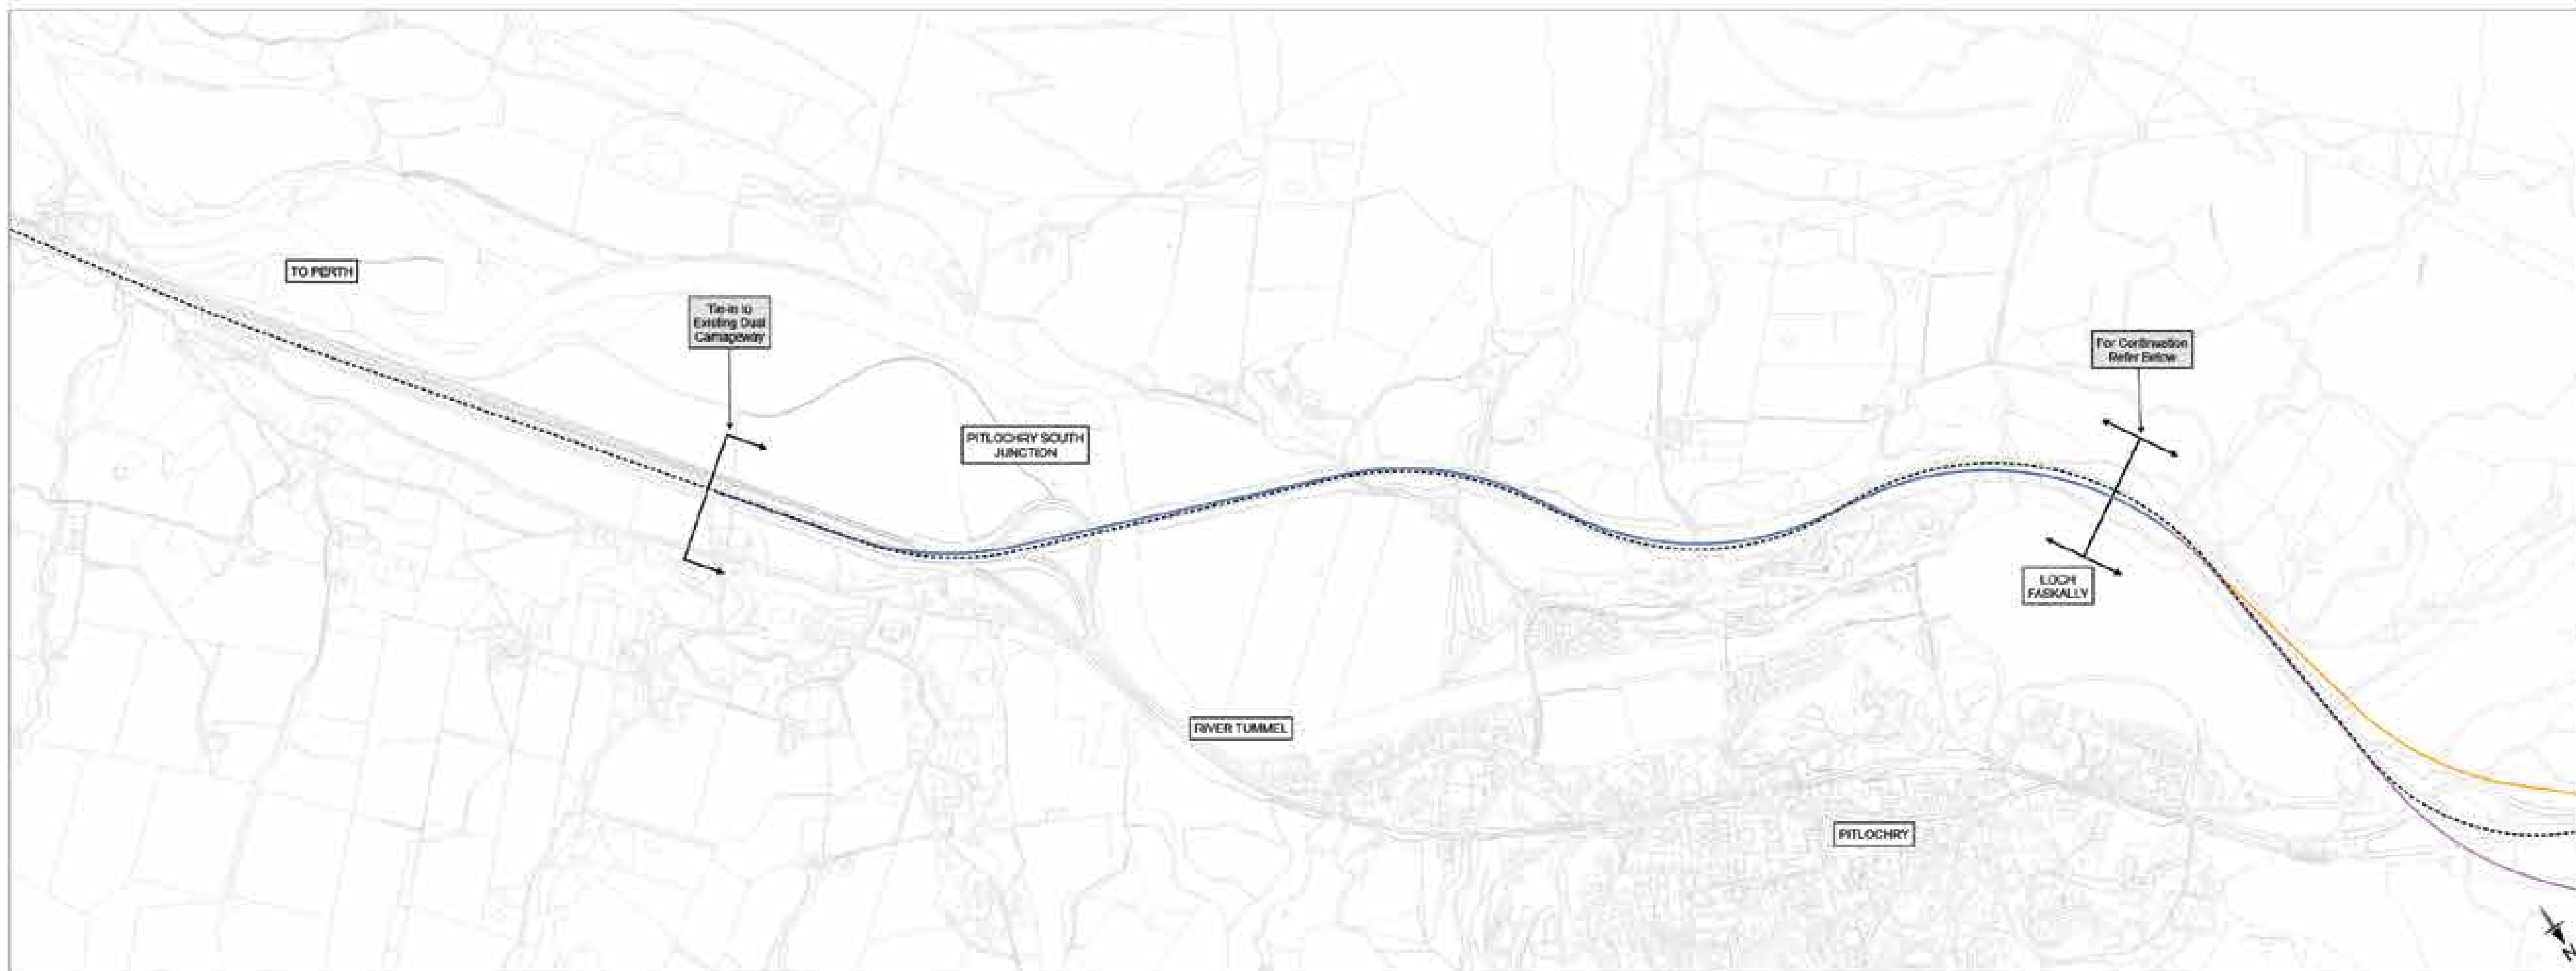 TO PERTH
Tie-in to
Existing Dual
Carriageway
PITLOCHRY SOUTH
JUNCTION
For Continuation
Refer Below
LOCH
FASKALLY
RIVER TUMMEL
PITLOCHRY
N